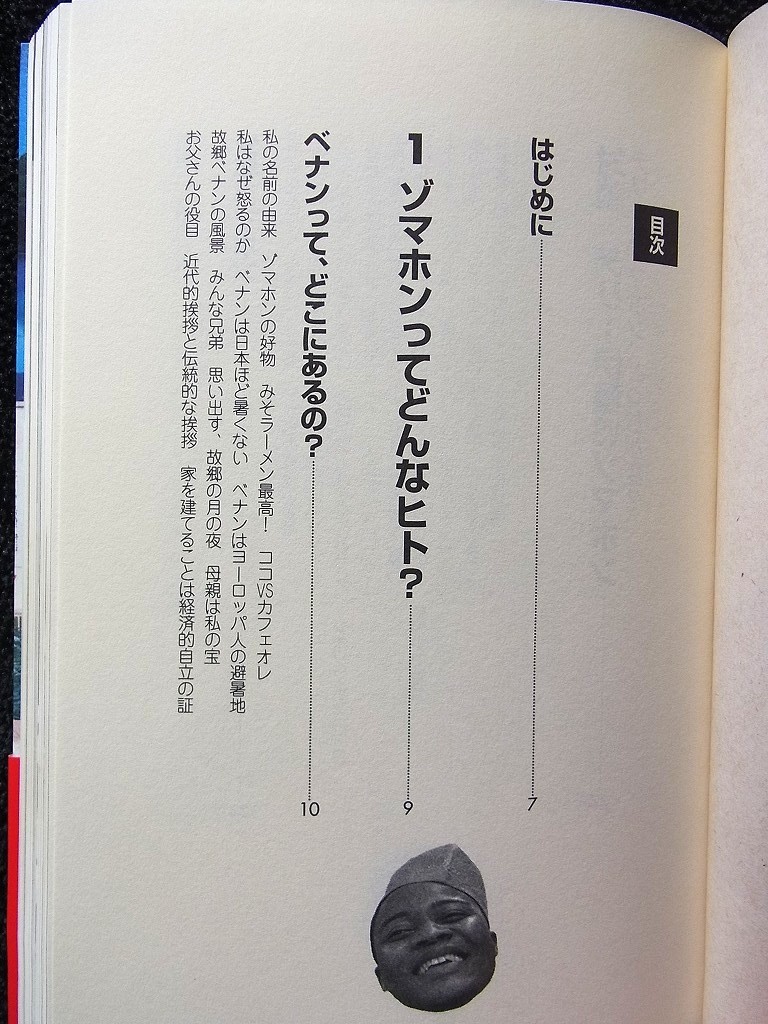 目次
はじめに 7
1 ゾマホンってどんなヒト? 9
ベナンって、どこにあるの? 10
私の名前の由来 ゾマホンの好物 みそラーメン最高! ココVSカフェオレ
私はなぜ怒るのか ベナンは日本ほど暑くない ベナンはヨーロッパ人の避暑地
故郷ベナンの風景 みんな兄弟 思い出す、故郷の月の夜 母親は私の宝
お父さんの役目 近代的挨拶と伝統的な挨拶 家を建てることは経済的自立の証